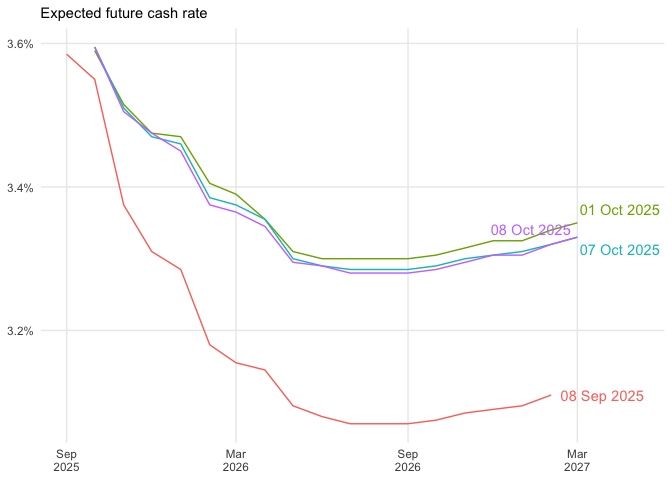 Expected future cash rate
3.6%
3.4%
3.2%
01 Oct 2025
08 Oct 2025
07 Oct 2025
08 Sep 2025
Sep
2025
Mar
2026
Sep
2026
Mar
2027